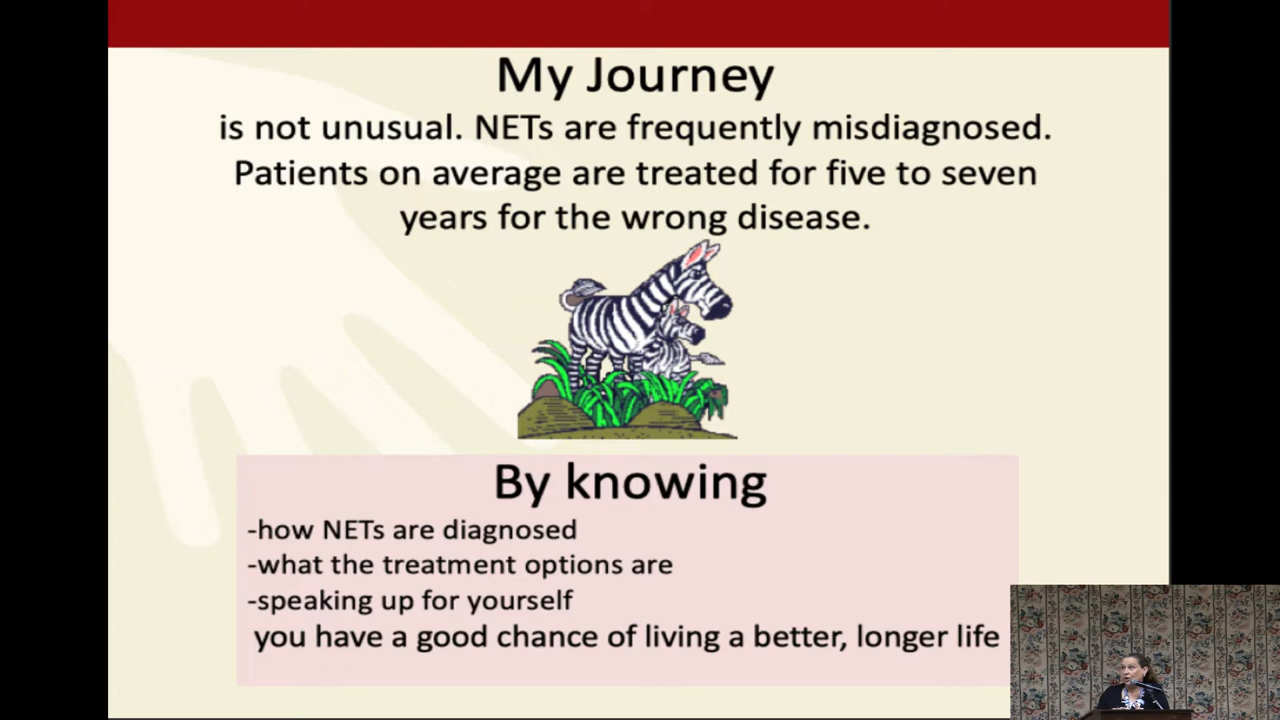 My Journey
is not unusual. NETs are frequently misdiagnosed.
Patients on average are treated for five to seven
years for the wrong disease.
By knowing
-how NETs are diagnosed
-what the treatment options are
-speaking up for yourself
you have a good chance of living a better, longer life